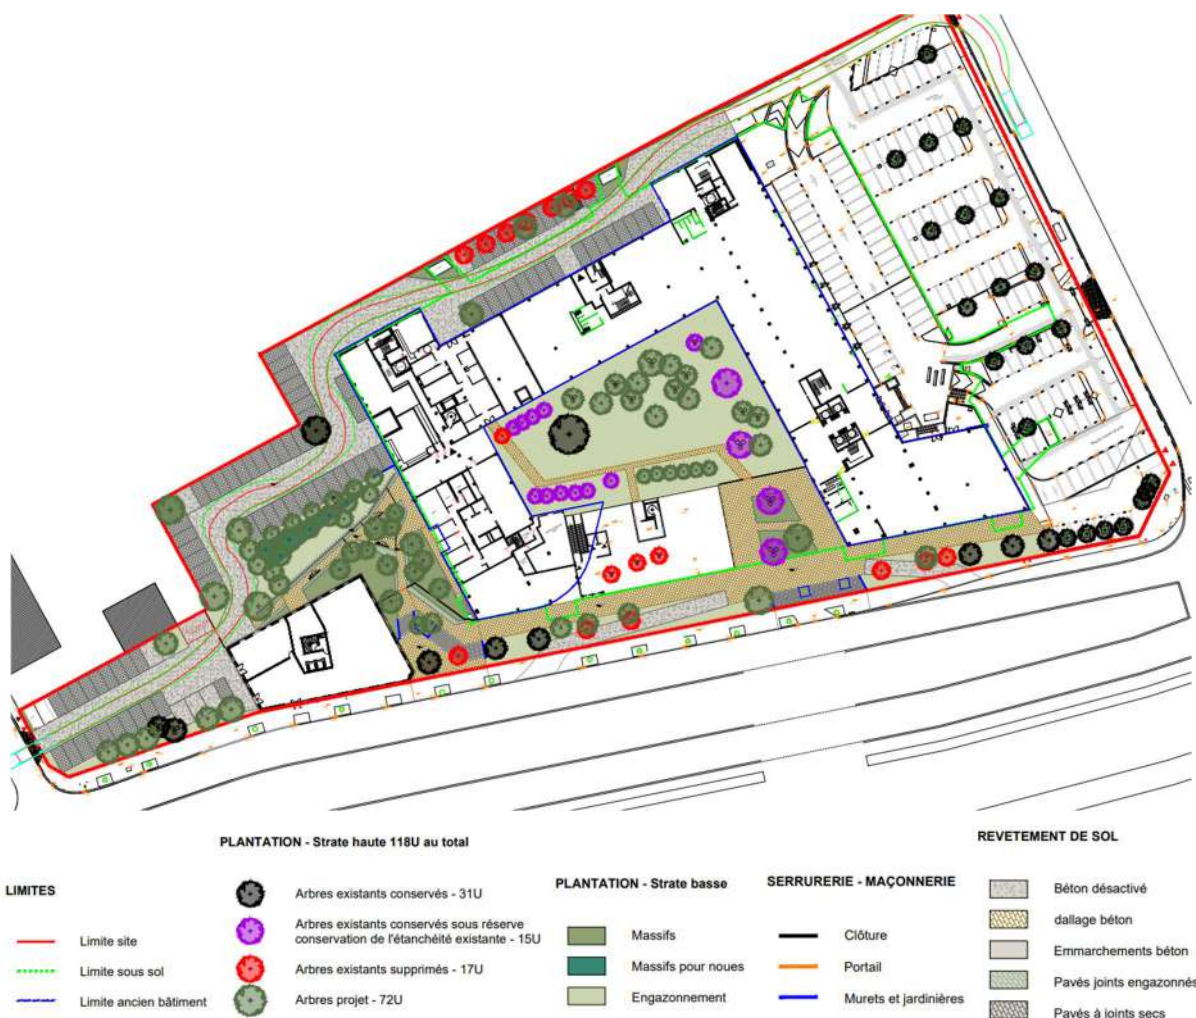 PLANTATION - Strate haute 118U au total
LIMITES
Limite site
Limite sous sol
Limite ancien bâtiment
Arbres existants conservés - 31U
Arbres existants conservés sous réserve
conservation de l'étanchéité existante - 15U
Arbres existants supprimés - 17U
Arbres projet - 72U
PLANTATION - Strate basse
Massifs
Massifs pour noues
Engazonnement
SERRURERIE - MAÇONNERIE
Clôture
Portail
Murets et jardinières
REVETEMENT DE SOL
Béton désactivé
dallage béton
Emmarchements béton
Pavés joints engazonnés
Pavés à joints secs